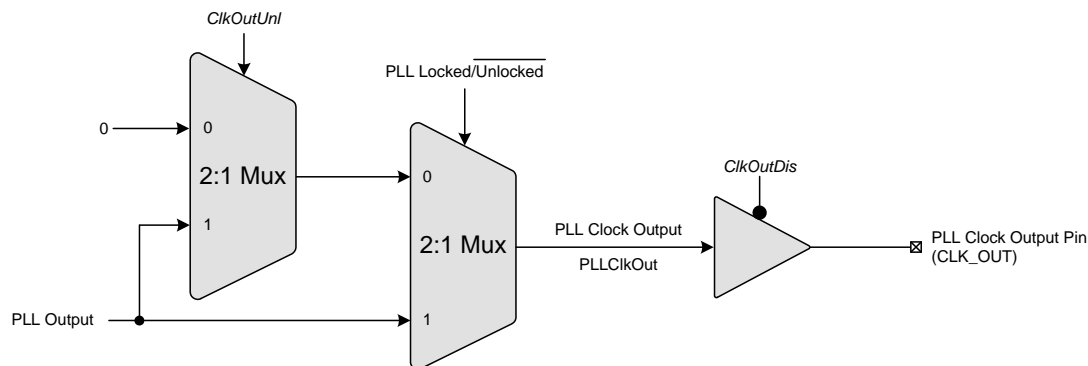 ClkOutUnl
PLL Locked/Unlocked
0
0
2:1 Mux
1
0
2:1 Mux
1
ClkOutDis
PLL Clock Output
PLLClkOut
PLL Clock Output Pin
(CLK_OUT)
PLL Output